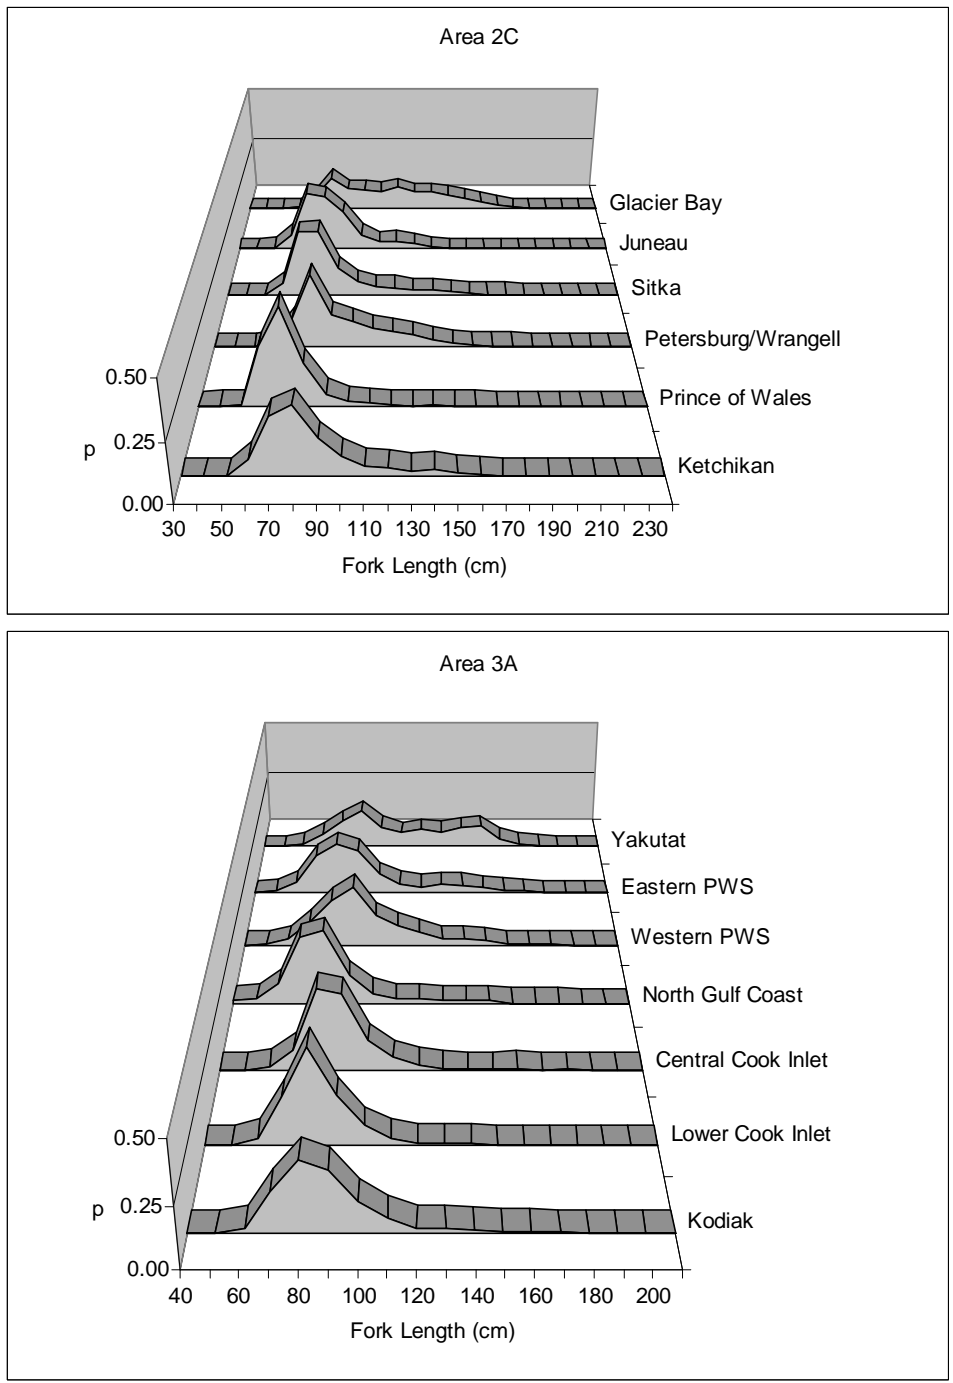 Area 2C
Glacier Bay
Juneau
Sitka
Petersburg/Wrangell
0.50
Prince of Wales
p 0.25
Ketchikan
0.00
30 50 70 90 110 130 150 170 190 210 230
Fork Length (cm)
Area 3A
Yakutat
Eastern PWS
Western PWS
North Gulf Coast
Central Cook Inlet
0.50
Lower Cook Inlet
p 0.25
Kodiak
0.00
40 60 80 100 120 140 160 180 200
Fork Length (cm)